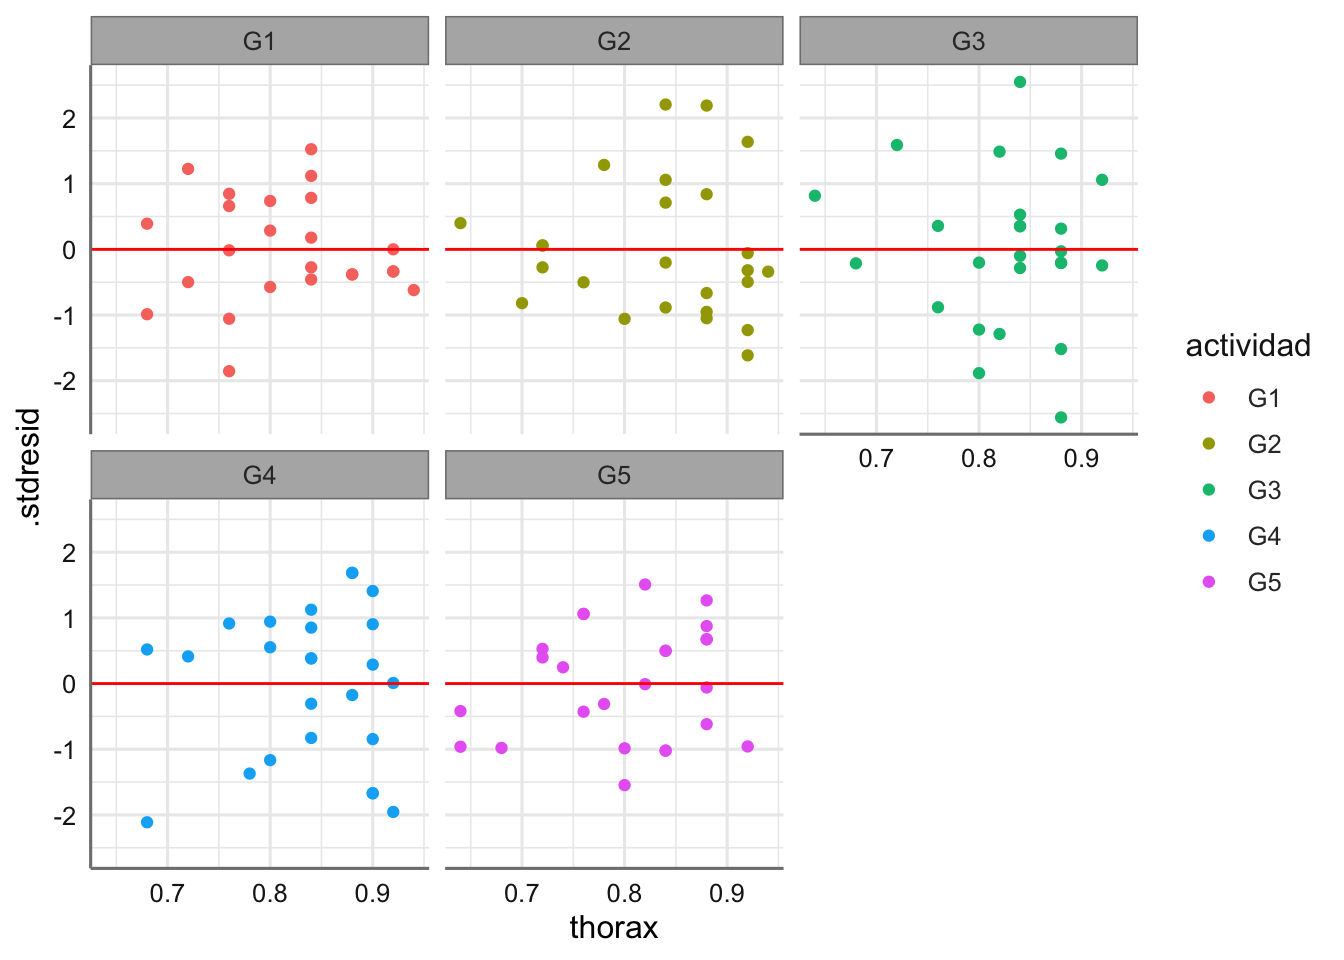 G1 G2 G3
2
1
0
-1
-2
0.7 0.8 0.9
.stdresid
G4 G5
2
1
0
-1
-2
0.7 0.8 0.9 0.7 0.8 0.9
thorax
actividad
G1
G2
G3
G4
G5